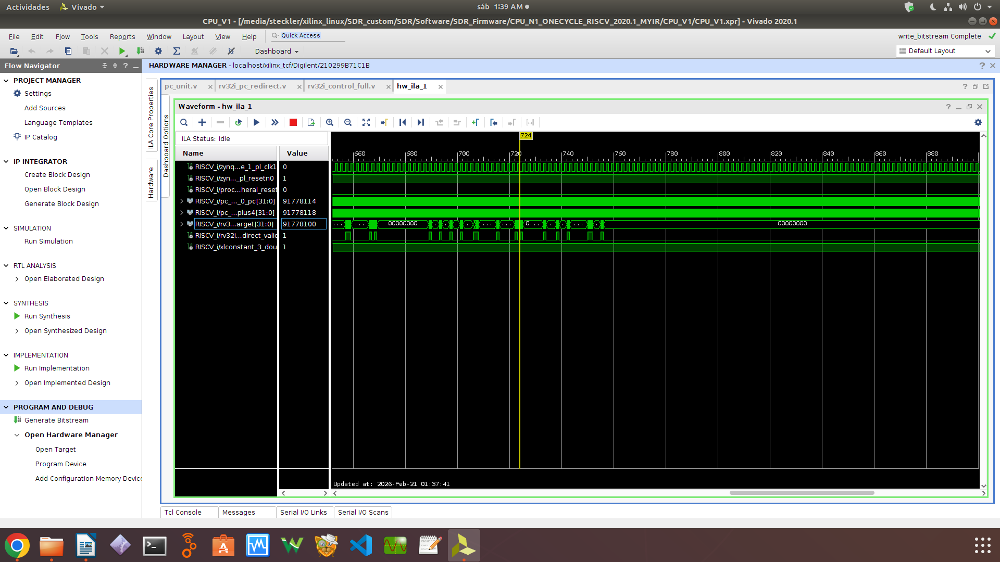 Actividades
Vivado
sáb 1:39 AM
CPU_V1 - [/media/steckler/xilinx_linux/SDR_custom/SDR/Software/SDR_Firmware/CPU_N1_ONECYCLE_RISCV_2020.1_MYIR/CPU_V1/CPU_V1.xpr] - Vivado 2020.1
File Edit Flow Tools Reports Window Layout View Help Quick Access
write_bitstream Complete
Dashboard
Default Layout
Flow Navigator
HARDWARE MANAGER - localhost/xilinx_tcf/Digilent/210299B71C1B
PROJECT MANAGER
Settings
Add Sources
Language Templates
IP Catalog
IP INTEGRATOR
Create Block Design
Open Block Design
Generate Block Design
SIMULATION
Run Simulation
RTL ANALYSIS
Open Elaborated Design
SYNTHESIS
Run Synthesis
Open Synthesized Design
IMPLEMENTATION
Run Implementation
Open Implemented Design
PROGRAM AND DEBUG
Generate Bitstream
Open Hardware Manager
Open Target
Program Device
Add Configuration Memory Device
ILA Core Properties
Hardware
Dashboard Options
pc_unit.v rv32i_pc_redirect.v rv32i_control_full.v hw_ila_1
Waveform - hw_ila_1
ILA Status: Idle
Name Value
RISCV_i/zynq...e_1_pl_clk1 0
RISCV_i/zyn..._pl_resetn0 1
RISCV_i/proc...heral_reset 0
RISCV_i/pc_..._0_pc[31:0] 91778114
RISCV_i/pc_...plus4[31:0] 91778118
RISCV_i/rv3...arget[31:0] 91778100
RISCV_i/rv32i...direct_valid 1
RISCV_i/xlconstant_3_dou 1
724
660 680 700 720 740 760 780 800 820 840 860 880
00000000 0... 00000000
Updated at: 2026-Feb-21 01:37:41
Tcl Console Messages Serial I/O Links Serial I/O Scans